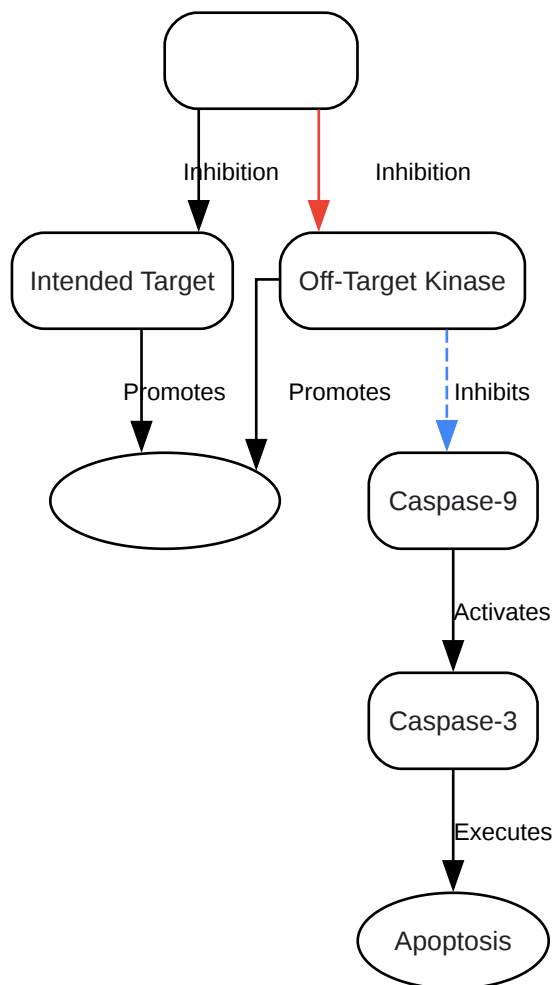 Inhibition
Inhibition
Intended Target
Off-Target Kinase
Promotes
Promotes
Inhibits
Caspase-9
Activates
Caspase-3
Executes
Apoptosis